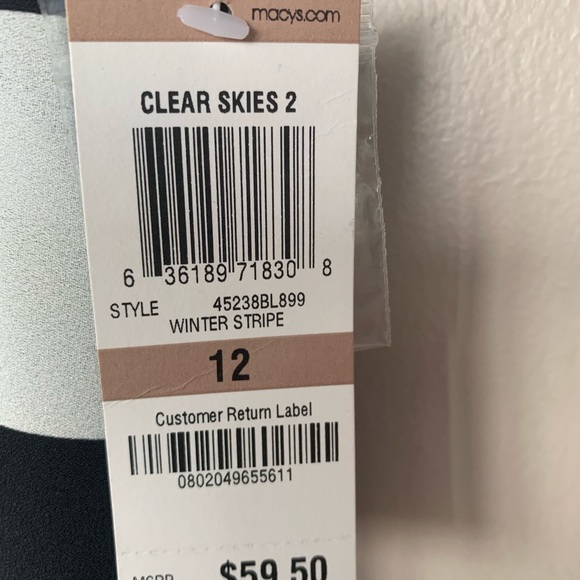 macys.com
CLEAR SKIES 2
6 36189 71830 8
STYLE 45238BL899
WINTER STRIPE
12
Customer Return Label
0802049655611
MSRP $59.50